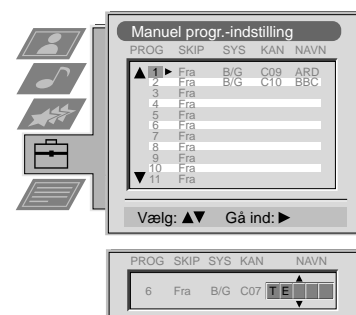 Manuel progr.-indstilling
PROG SKIP SYS KAN NAVN
1 Fra B/G C09 ARD
2 Fra B/G C10 BBC
3 Fra
4 Fra
5 Fra
6 Fra
7 Fra
8 Fra
9 Fra
10 Fra
11 Fra
Vælg: ▲▼ Gå ind: ▶
PROG SKIP SYS KAN NAVN
6 Fra B/G C07 T E